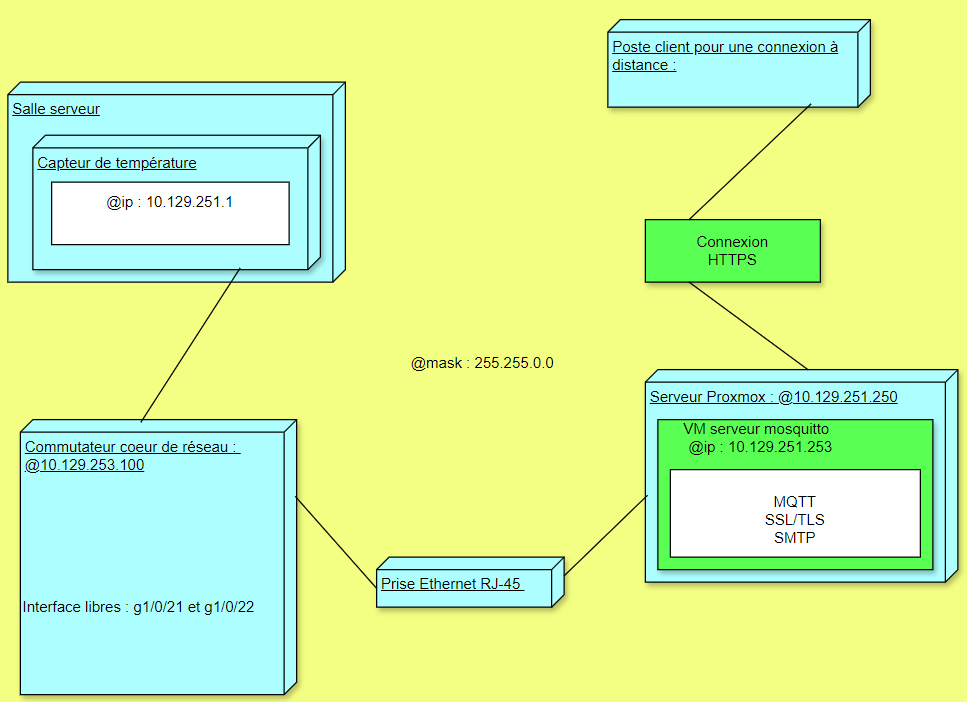 Poste client pour une connexion à
distance :
Salle serveur
Capteur de température
@ip : 10.129.251.1
Connexion
HTTPS
@mask : 255.255.0.0
Serveur Proxmox : @10.129.251.250
VM serveur mosquitto
@ip : 10.129.251.253
MQTT
SSL/TLS
SMTP
Commutateur coeur de réseau :
@10.129.253.100
Interface libres : g1/0/21 et g1/0/22
Prise Ethernet RJ-45